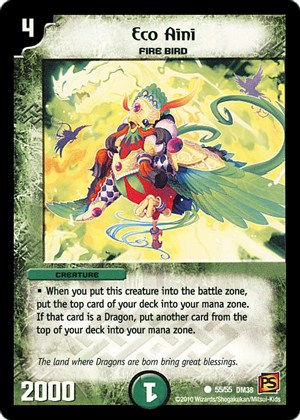 4
Eco Aini
FIRE BIRD
CREATURE
▪ When you put this creature into the battle zone,
put the top card of your deck into your mana zone.
If that card is a Dragon, put another card from the
top of your deck into your mana zone.
The land where Dragons are born bring great blessings.
2000
1
● 55/55 DM38
©2010 Wizards/Shogakukan/Mitsui-Kids
PS